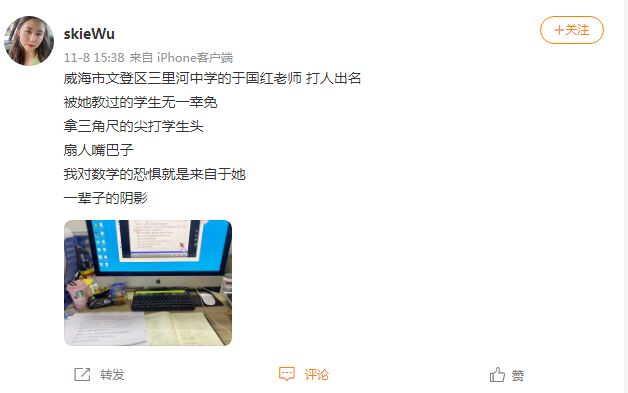 skieWu
+关注
11-8 15:38 来自 iPhone客户端
威海市文登区三里河中学的于国红老师 打人出名
被她教过的学生无一幸免
拿三角尺的尖打学生头
扇人嘴巴子
我对数学的恐惧就是来自于她
一辈子的阴影
转发
评论
赞